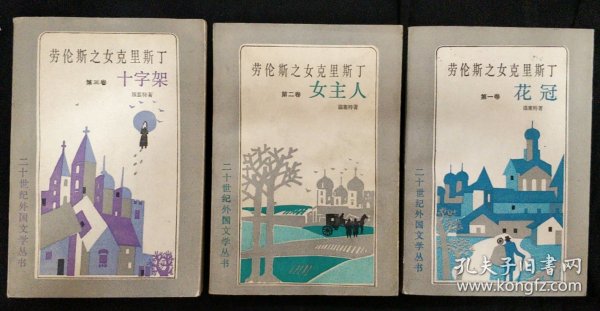 劳伦斯之女克里斯丁
第三卷
十字架
温塞特著
二十世纪外国文学丛书
劳伦斯之女克里斯丁
第二卷
女主人
温塞特著
二十世纪外国文学丛书
劳伦斯之女克里斯丁
第一卷
花冠
温塞特著
二十世纪外国文学丛书
孔夫子旧书网
www.kongfz.com